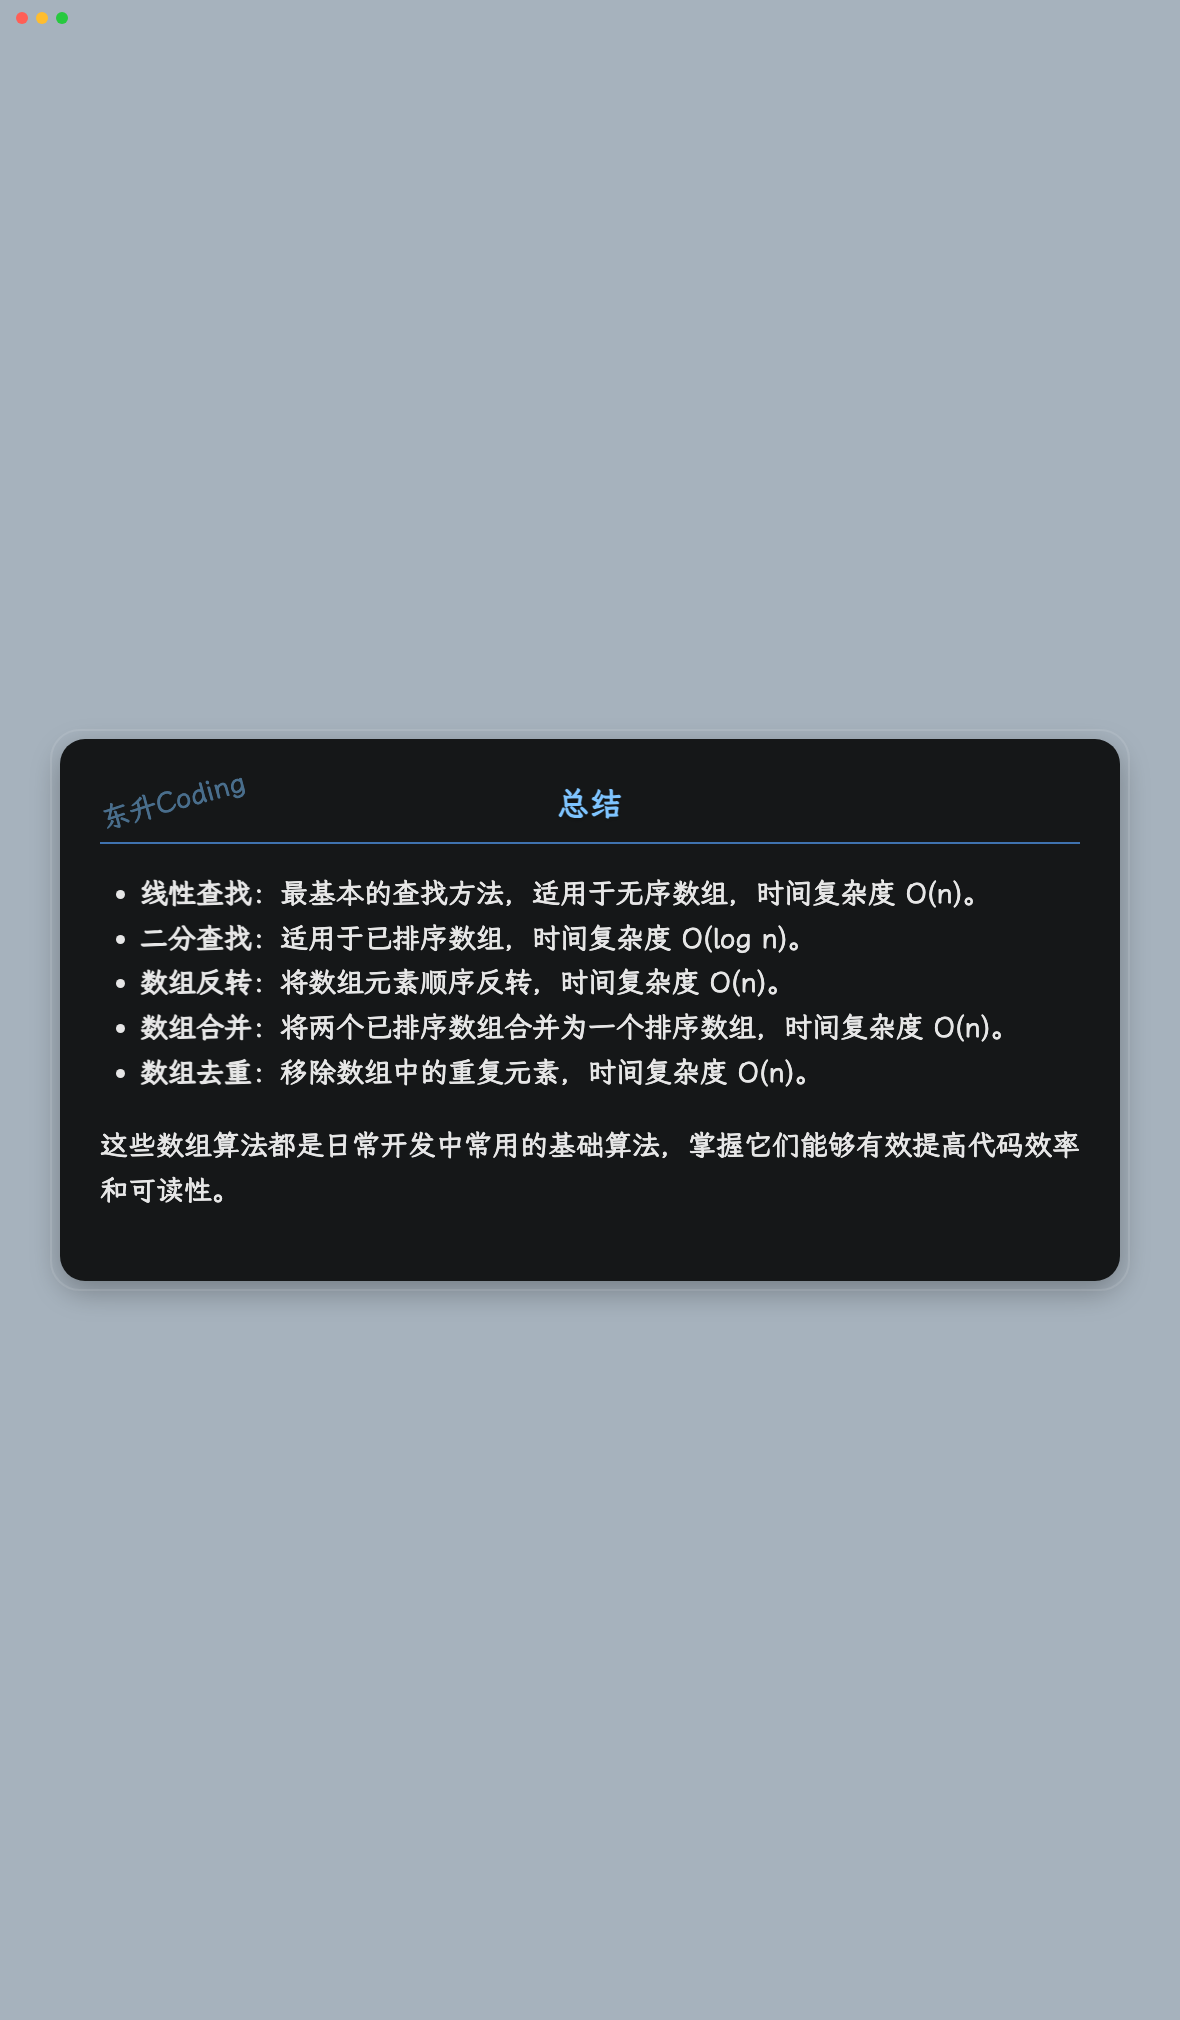 东升Coding
总结
线性查找：最基本的查找方法，适用于无序数组，时间复杂度 O(n)。
二分查找：适用于已排序数组，时间复杂度 O(log n)。
数组反转：将数组元素顺序反转，时间复杂度 O(n)。
数组合并：将两个已排序数组合并为一个排序数组，时间复杂度 O(n)。
数组去重：移除数组中的重复元素，时间复杂度 O(n)。
这些数组算法都是日常开发中常用的基础算法，掌握它们能够有效提高代码效率
和可读性。